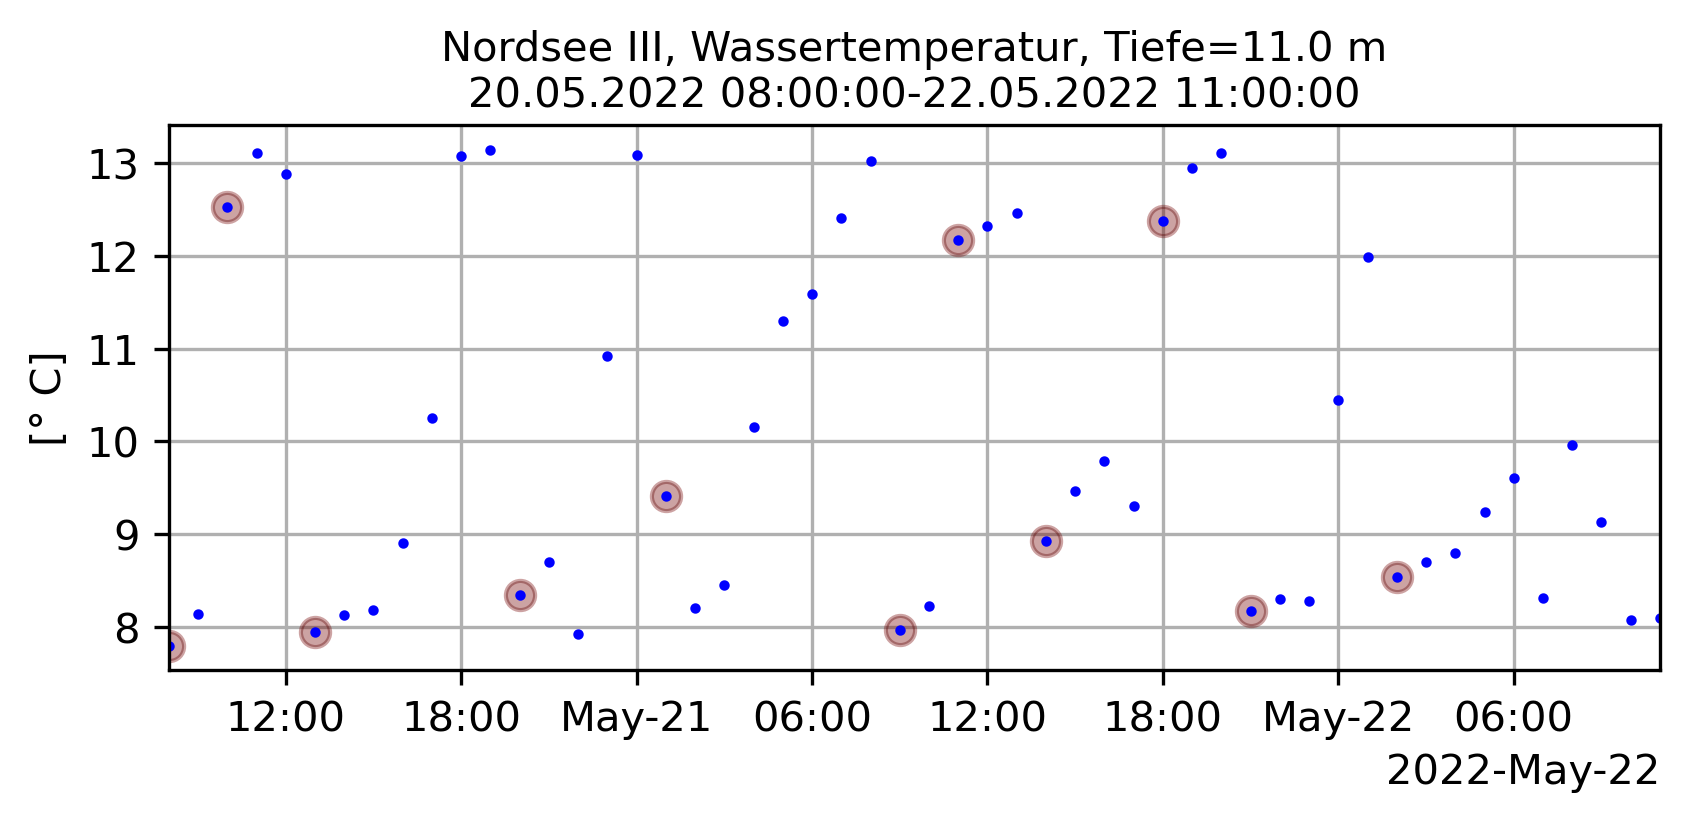 Nordsee III, Wassertemperatur, Tiefe=11.0 m
20.05.2022 08:00:00-22.05.2022 11:00:00
[° C]
13
12
11
10
9
8
12:00 18:00 May-21 06:00 12:00 18:00 May-22 06:00
2022-May-22